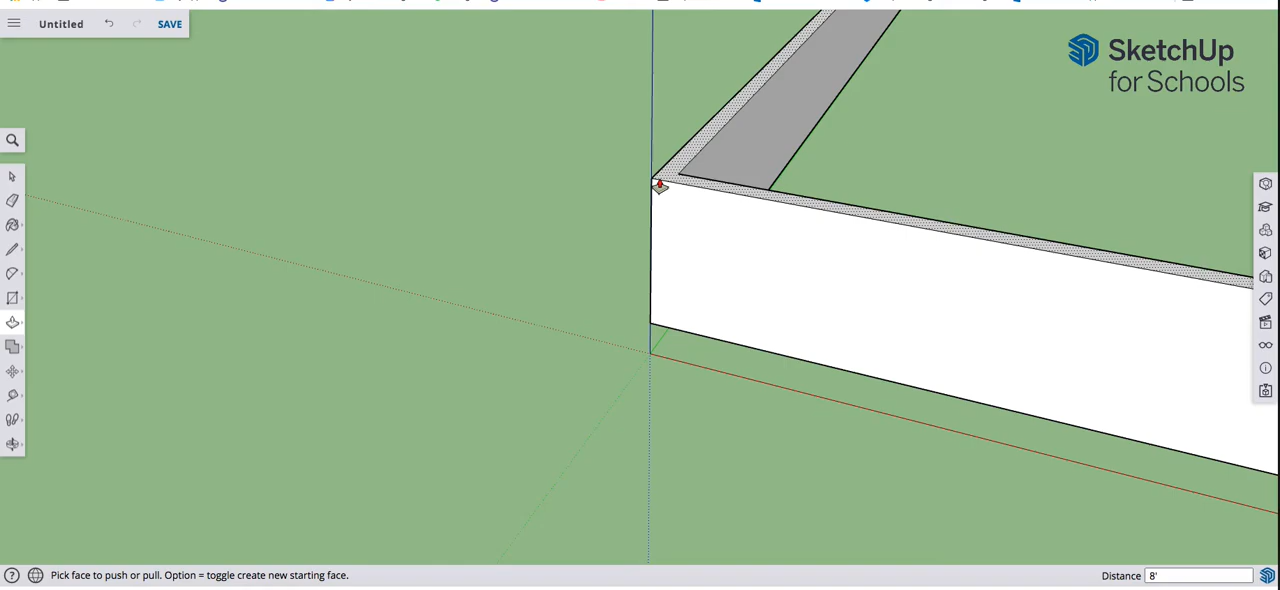 Untitled
SAVE
SketchUp
for Schools
Pick face to push or pull. Option = toggle create new starting face.
Distance 8'